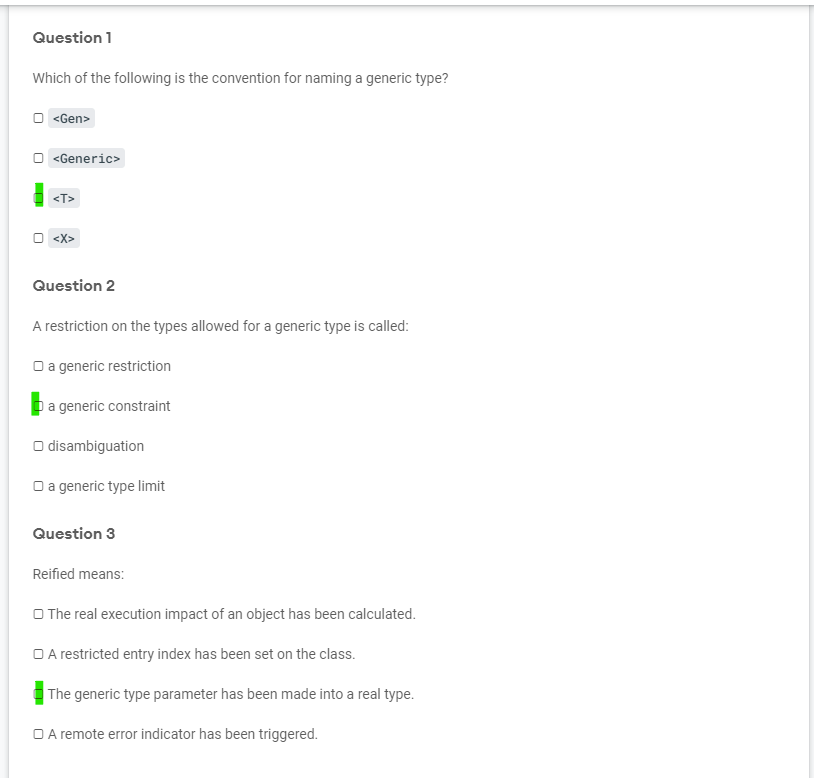 Question 1
Which of the following is the convention for naming a generic type?
<Gen>
<Generic>
<T>
<X>
Question 2
A restriction on the types allowed for a generic type is called:
a generic restriction
a generic constraint
disambiguation
a generic type limit
Question 3
Reified means:
The real execution impact of an object has been calculated.
A restricted entry index has been set on the class.
The generic type parameter has been made into a real type.
A remote error indicator has been triggered.